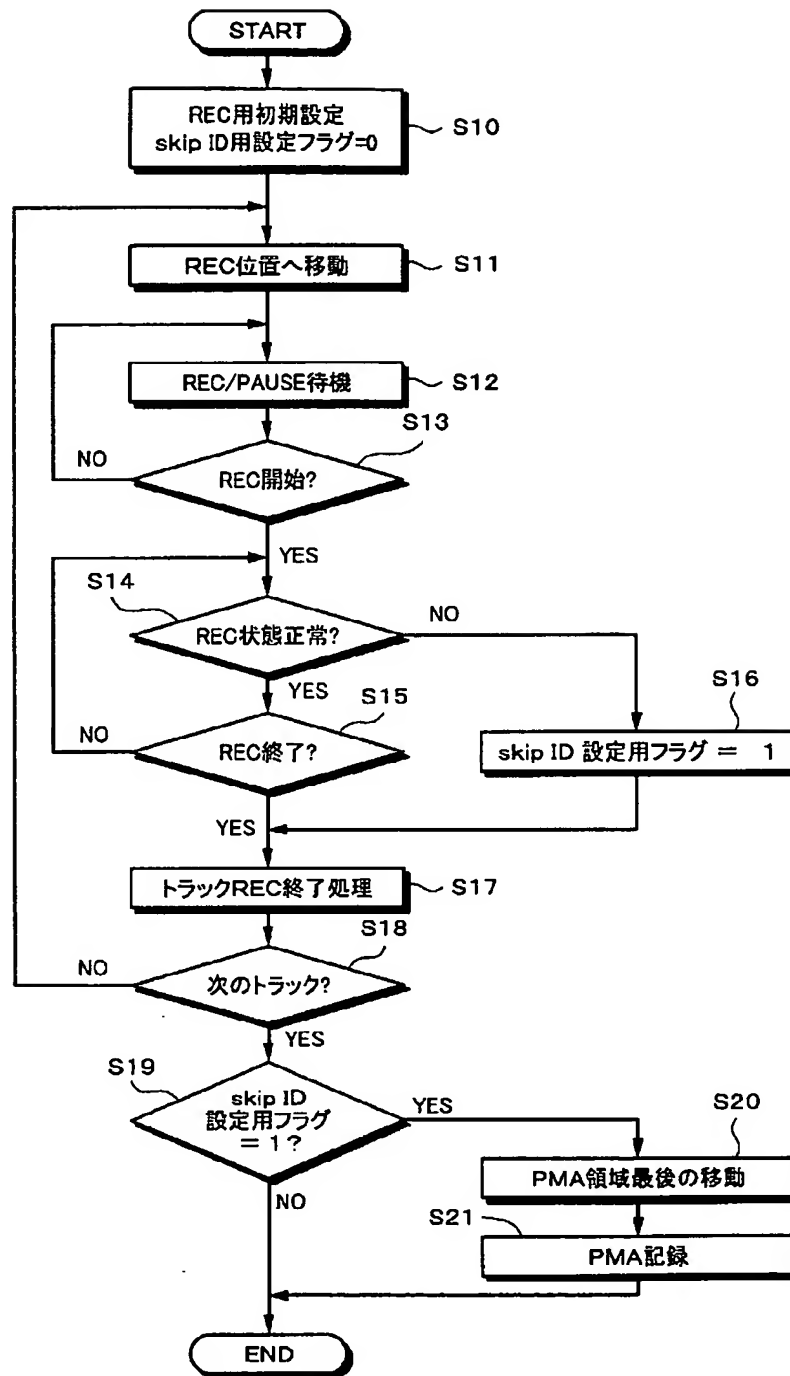 START
REC用初期設定
skip ID用設定フラグ=0
S10
REC位置へ移動
S11
REC/PAUSE待機
S12
S13
NO
REC開始?
YES
S14
NO
REC状態正常?
YES
S15
S16
NO
REC終了?
skip ID 設定用フラグ = 1
YES
トラックREC終了処理
S17
S18
NO
次のトラック?
YES
S19
skip ID
設定用フラグ
= 1?
YES
S20
NO
PMA領域最後の移動
S21
PMA記録
END